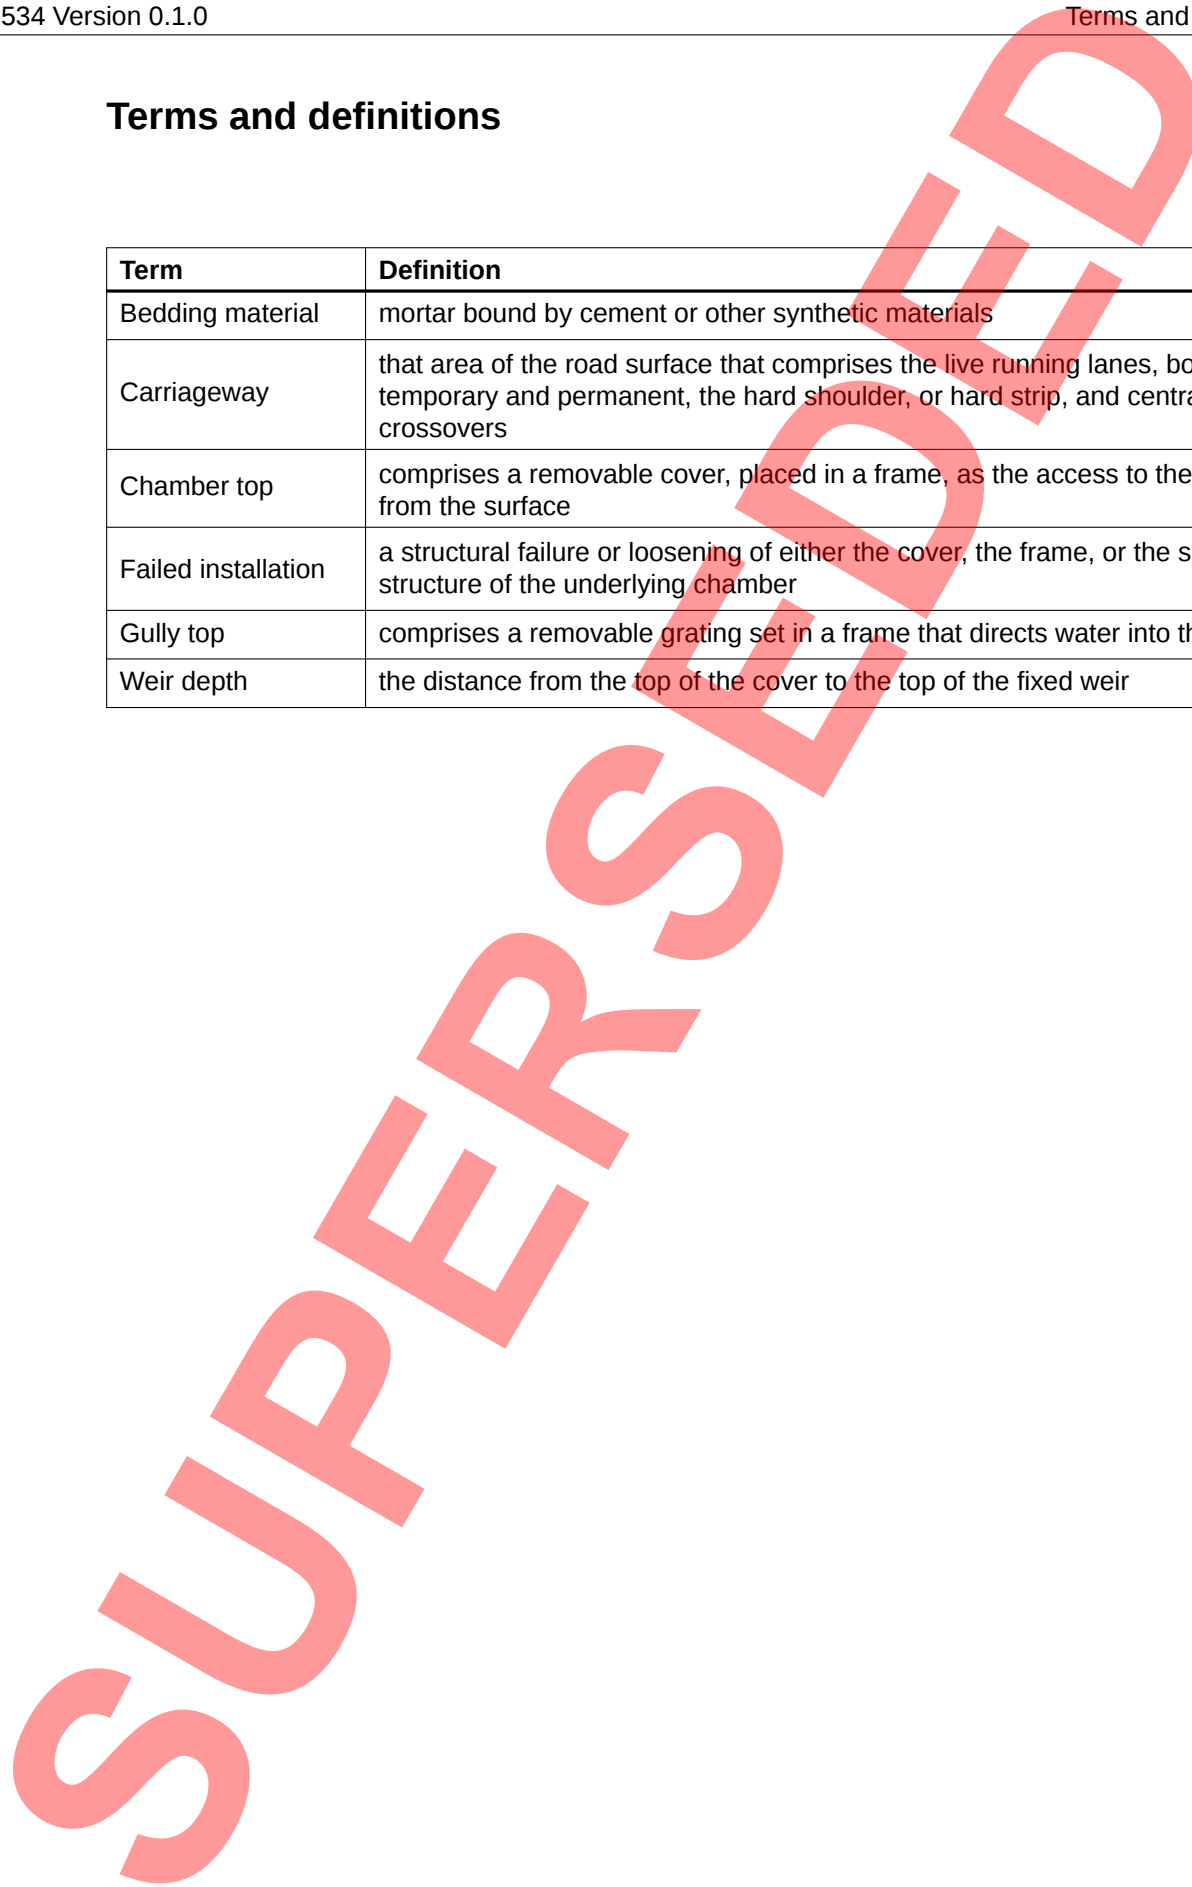 534 Version 0.1.0 Terms and
Terms and definitions
Term Definition
Bedding material mortar bound by cement or other synthetic materials
Carriageway that area of the road surface that comprises the live running lanes, bo
temporary and permanent, the hard shoulder, or hard strip, and centra
crossovers
Chamber top comprises a removable cover, placed in a frame, as the access to the
from the surface
Failed installation a structural failure or loosening of either the cover, the frame, or the s
structure of the underlying chamber
Gully top comprises a removable grating set in a frame that directs water into th
Weir depth the distance from the top of the cover to the top of the fixed weir
SUPERSEDED